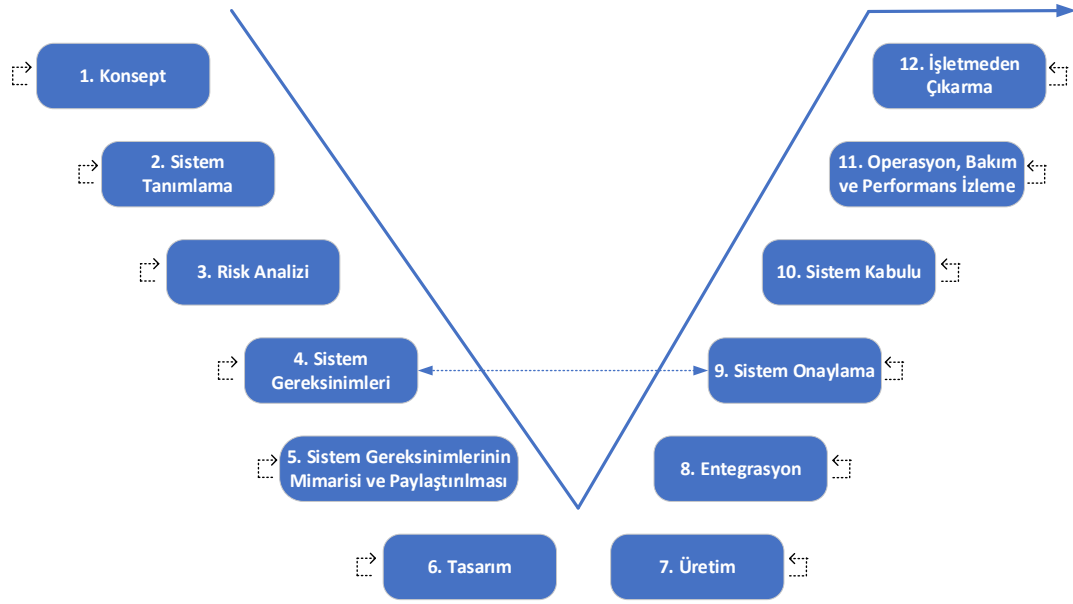 1. Konsept
2. Sistem
Tanımlama
3. Risk Analizi
4. Sistem
Gereksinimleri
5. Sistem Gereksinimlerinin
Mimarisi ve Paylaştırılması
6. Tasarım
7. Üretim
8. Entegrasyon
9. Sistem Onaylama
10. Sistem Kabulu
11. Operasyon, Bakım
ve Performans İzleme
12. İşletmeden
Çıkarma